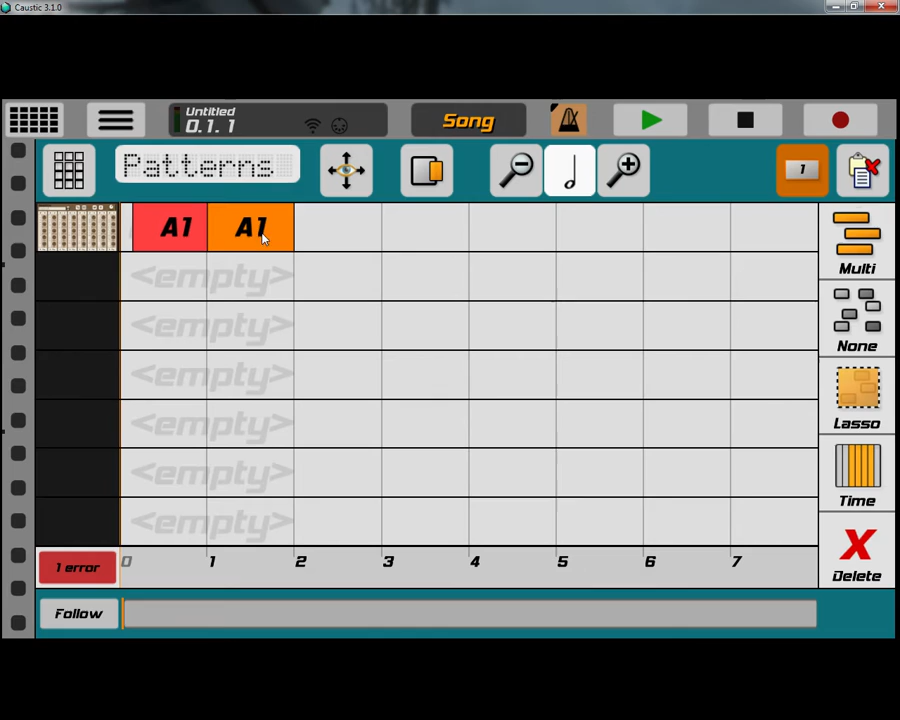 Caustic 3.1.0
Untitled
0.1.1
Song
Patterns
1
A1 A1
<empty>
<empty>
<empty>
<empty>
<empty>
<empty>
Multi
None
Lasso
Time
Delete
1 error
0 1 2 3 4 5 6 7
Follow